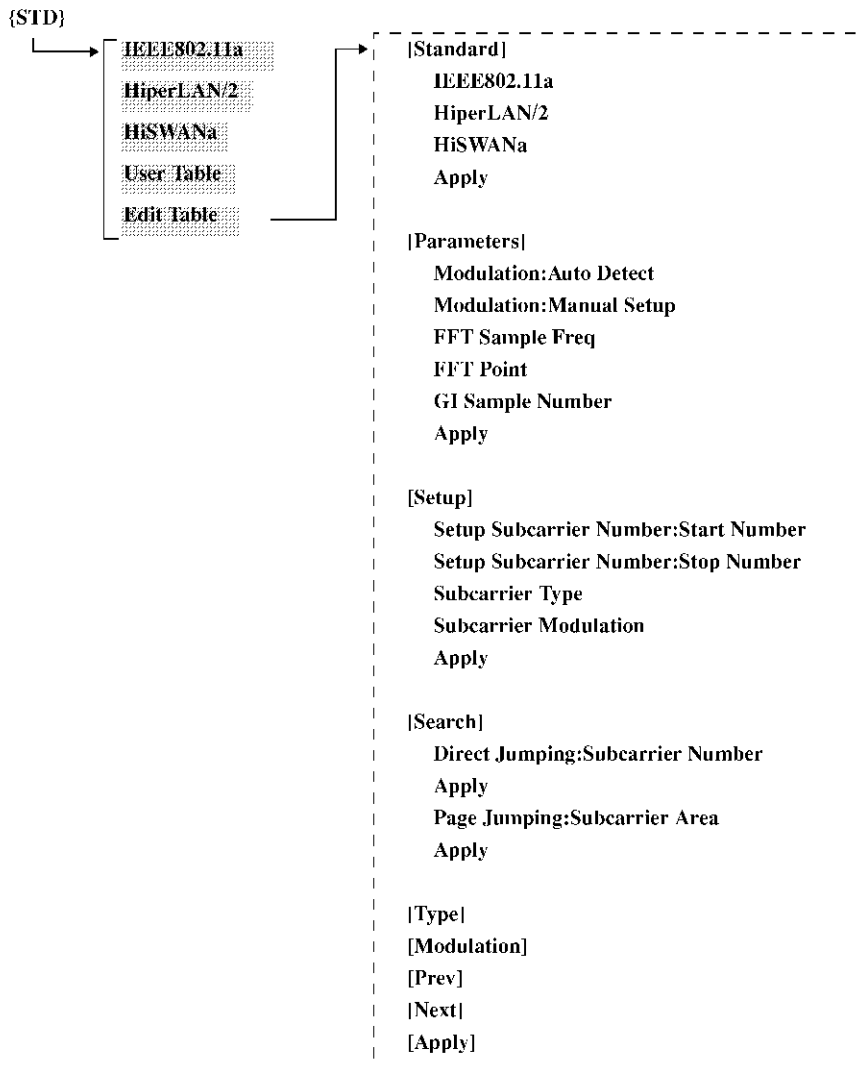 {STD}
IEEE802.11a
HiperLAN/2
HiSWANa
User Table
Edit Table
[Standard]
IEEE802.11a
HiperLAN/2
HiSWANa
Apply
[Parameters]
Modulation:Auto Detect
Modulation:Manual Setup
FFT Sample Freq
FFT Point
GI Sample Number
Apply
[Setup]
Setup Subcarrier Number:Start Number
Setup Subcarrier Number:Stop Number
Subcarrier Type
Subcarrier Modulation
Apply
[Search]
Direct Jumping:Subcarrier Number
Apply
Page Jumping:Subcarrier Area
Apply
[Type]
[Modulation]
[Prev]
[Next]
[Apply]